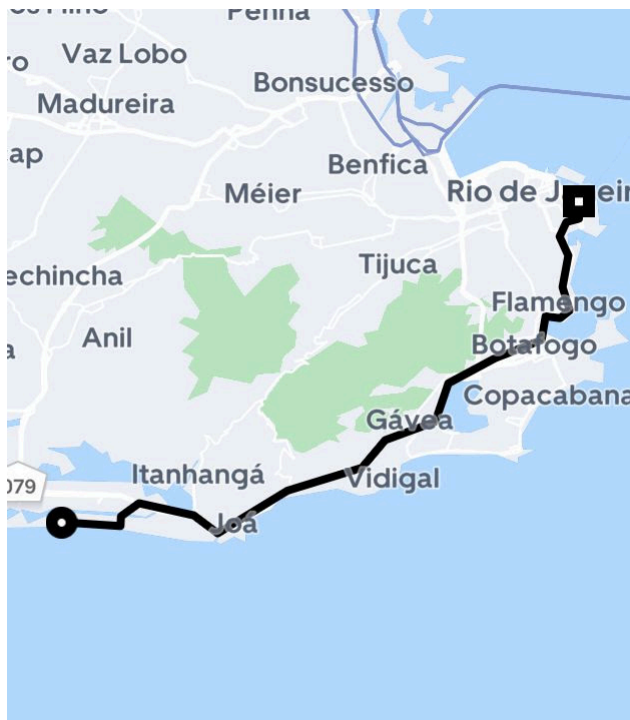 Penha
Vaz Lobo
Bonsucesso
Madureira
Benfica
Méier
Rio de J
Tijuca
Flamengo
Anil
Botafogo
Copacabana
Gávea
Itanhangá
Vidigal
079
Joá